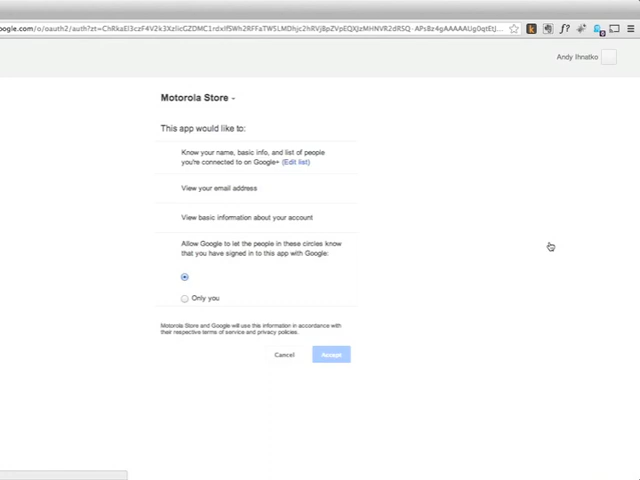 Andy Ihnatko
Motorola Store
This app would like to:
Know your name, basic info, and list of people
you're connected to on Google+ (Edit list)
View your email address
View basic information about your account
Allow Google to let the people in these circles know
that you have signed in to this app with Google:
Only you
Motorola Store and Google will use this information in accordance with
their respective terms of service and privacy policies.
Cancel
Accept